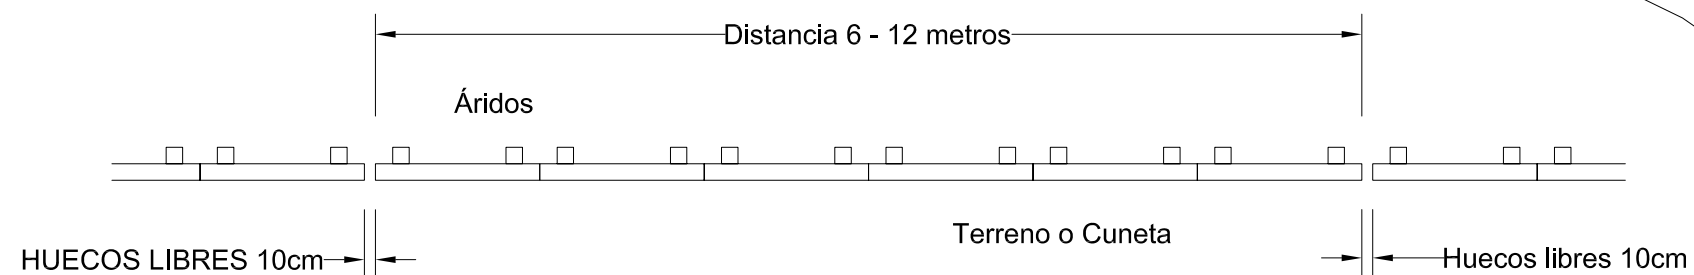 Distancia 6 - 12 metros
Áridos
Terreno o Cuneta
HUECOS LIBRES 10cm
Huecos libres 10cm